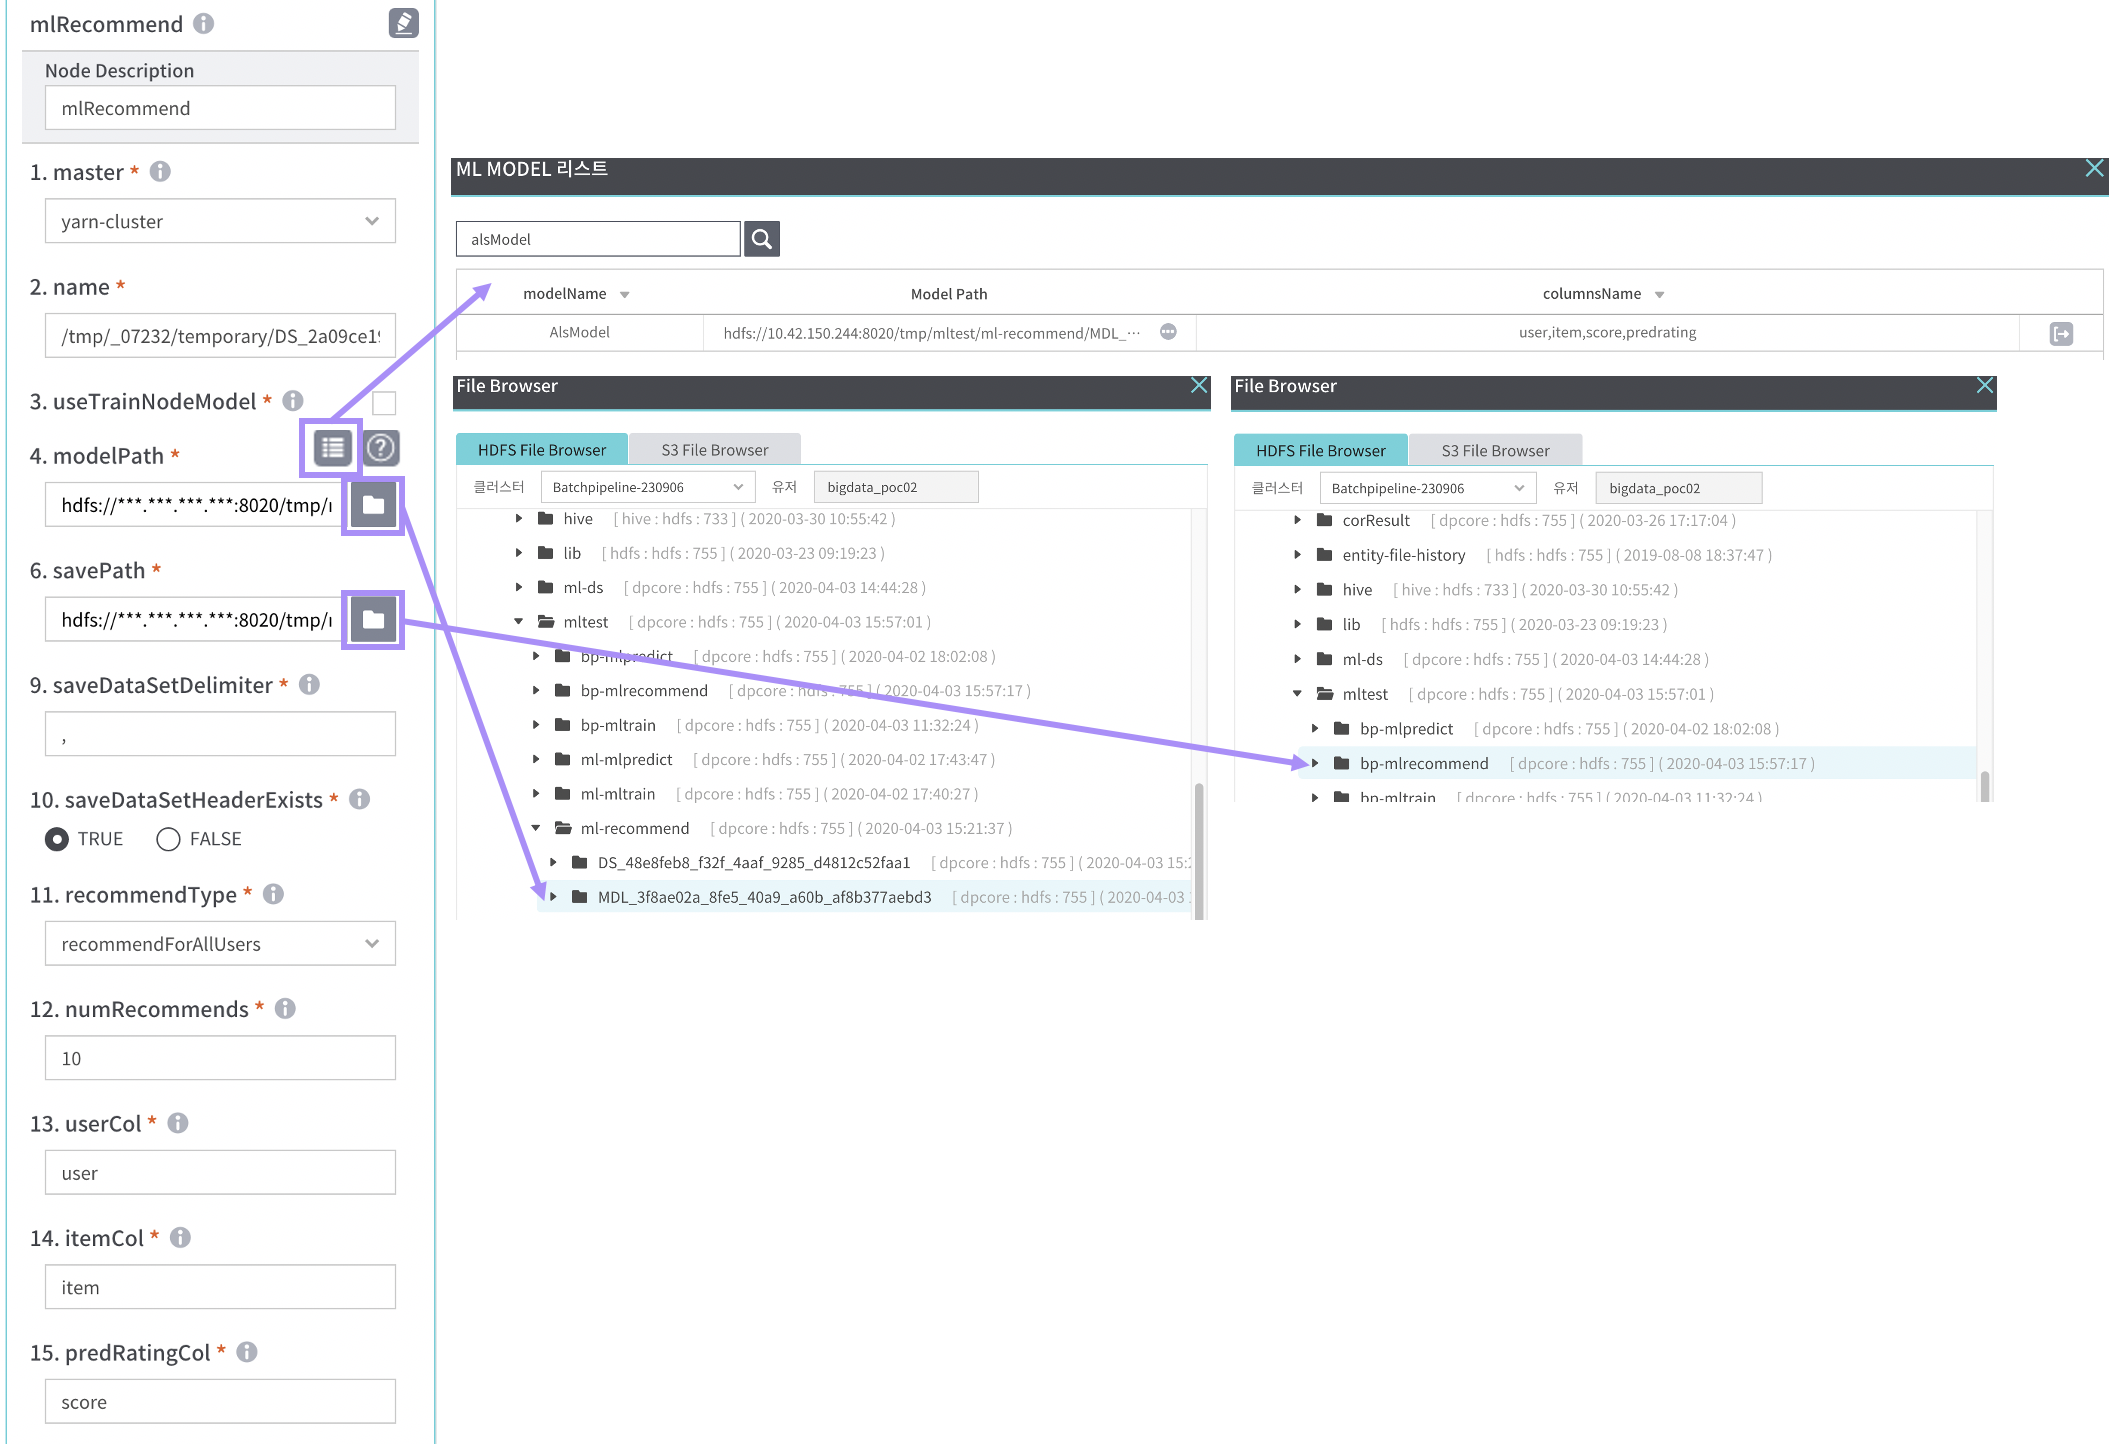 mlRecommend
Node Description
mlRecommend
1. master *
yarn-cluster
2. name *
/tmp/_07232/temporary/DS_2a09ce1
3. useTrainNodeModel *
4. modelPath *
hdfs://***.***.***.***:8020/tmp/
6. savePath *
hdfs://***.***.***.***:8020/tmp/
9. saveDataSetDelimiter *
,
10. saveDataSetHeaderExists *
TRUE FALSE
11. recommendType *
recommendForAllUsers
12. numRecommends *
10
13. userCol *
user
14. itemCol *
item
15. predRatingCol *
score
ML MODEL 리스트
alsModel
modelName Model Path columnsName
AlsModel hdfs://10.42.150.244:8020/tmp/mltest/ml-recommend/MDL_··· user,item,score,predrating
File Browser
HDFS File Browser S3 File Browser
클러스터 Batchpipeline-230906 유저 bigdata_poc02
hive [ hive : hdfs : 733 ] ( 2020-03-30 10:55:42 )
lib [ hdfs : hdfs : 755 ] ( 2020-03-23 09:19:23 )
ml-ds [ dpcore : hdfs : 755 ] ( 2020-04-03 14:44:28 )
mltest [ dpcore : hdfs : 755 ] ( 2020-04-03 15:57:01 )
bp-mlpredict [ dpcore : hdfs : 755 ] ( 2020-04-02 18:02:08 )
bp-mlrecommend [ dpcore : hdfs : 755 ] ( 2020-04-03 15:57:17 )
bp-mltrain [ dpcore : hdfs : 755 ] ( 2020-04-03 11:32:24 )
ml-mlpredict [ dpcore : hdfs : 755 ] ( 2020-04-02 17:43:47 )
ml-mltrain [ dpcore : hdfs : 755 ] ( 2020-04-02 17:40:27 )
ml-recommend [ dpcore : hdfs : 755 ] ( 2020-04-03 15:21:37 )
DS_48e8feb8_f32f_4aaf_9285_d4812c52faa1 [ dpcore : hdfs : 755 ] ( 2020-04-03 15:
MDL_3f8ae02a_8fe5_40a9_a60b_af8b377aebd3 [ dpcore : hdfs : 755 ] ( 2020-04-03
File Browser
HDFS File Browser S3 File Browser
클러스터 Batchpipeline-230906 유저 bigdata_poc02
corResult [ dpcore : hdfs : 755 ] ( 2020-03-26 17:17:04 )
entity-file-history [ hdfs : hdfs : 755 ] ( 2019-08-08 18:37:47 )
hive [ hive : hdfs : 733 ] ( 2020-03-30 10:55:42 )
lib [ hdfs : hdfs : 755 ] ( 2020-03-23 09:19:23 )
ml-ds [ dpcore : hdfs : 755 ] ( 2020-04-03 14:44:28 )
mltest [ dpcore : hdfs : 755 ] ( 2020-04-03 15:57:01 )
bp-mlpredict [ dpcore : hdfs : 755 ] ( 2020-04-02 18:02:08 )
bp-mlrecommend [ dpcore : hdfs : 755 ] ( 2020-04-03 15:57:17 )
bp-mltrain [ dpcore : hdfs : 755 ] ( 2020-04-03 11:32:24 )